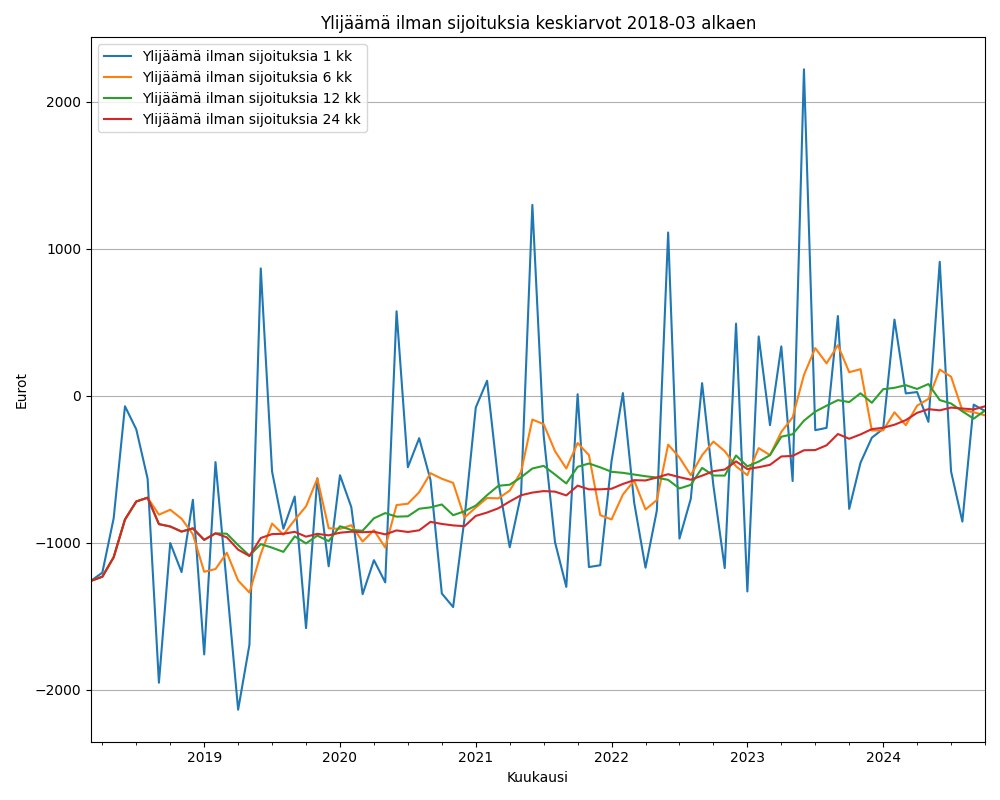 Ylijäämä ilman sijoituksia keskiarvot 2018-03 alkaen
Ylijäämä ilman sijoituksia 1 kk
Ylijäämä ilman sijoituksia 6 kk
Ylijäämä ilman sijoituksia 12 kk
Ylijäämä ilman sijoituksia 24 kk
2000
1000
0
−1000
−2000
Eurot
2019 2020 2021 2022 2023 2024
Kuukausi